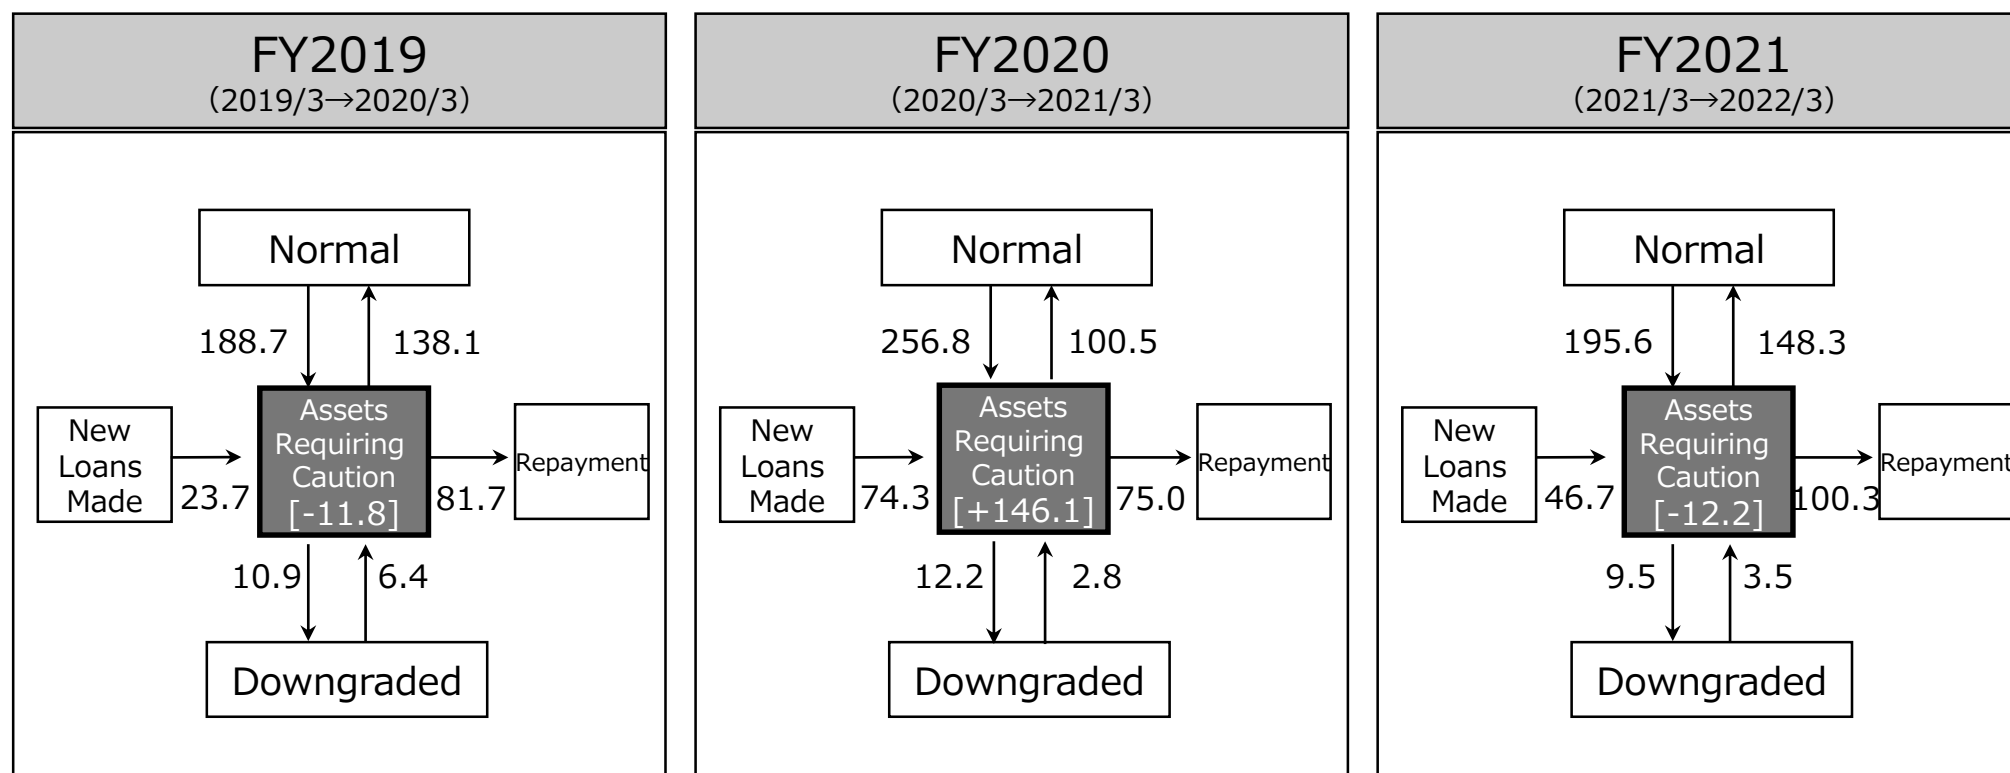 FY2019
（2019/3→2020/3）
Normal
188.7
138.1
New
Loans
Made
23.7
Assets
Requiring
Caution
[-11.8]
81.7
Repayment
10.9
6.4
Downgraded
FY2020
（2020/3→2021/3）
Normal
256.8
100.5
New
Loans
Made
74.3
Assets
Requiring
Caution
[+146.1]
75.0
Repayment
12.2
2.8
Downgraded
FY2021
（2021/3→2022/3）
Normal
195.6
148.3
New
Loans
Made
46.7
Assets
Requiring
Caution
[-12.2]
100.3
Repayment
9.5
3.5
Downgraded